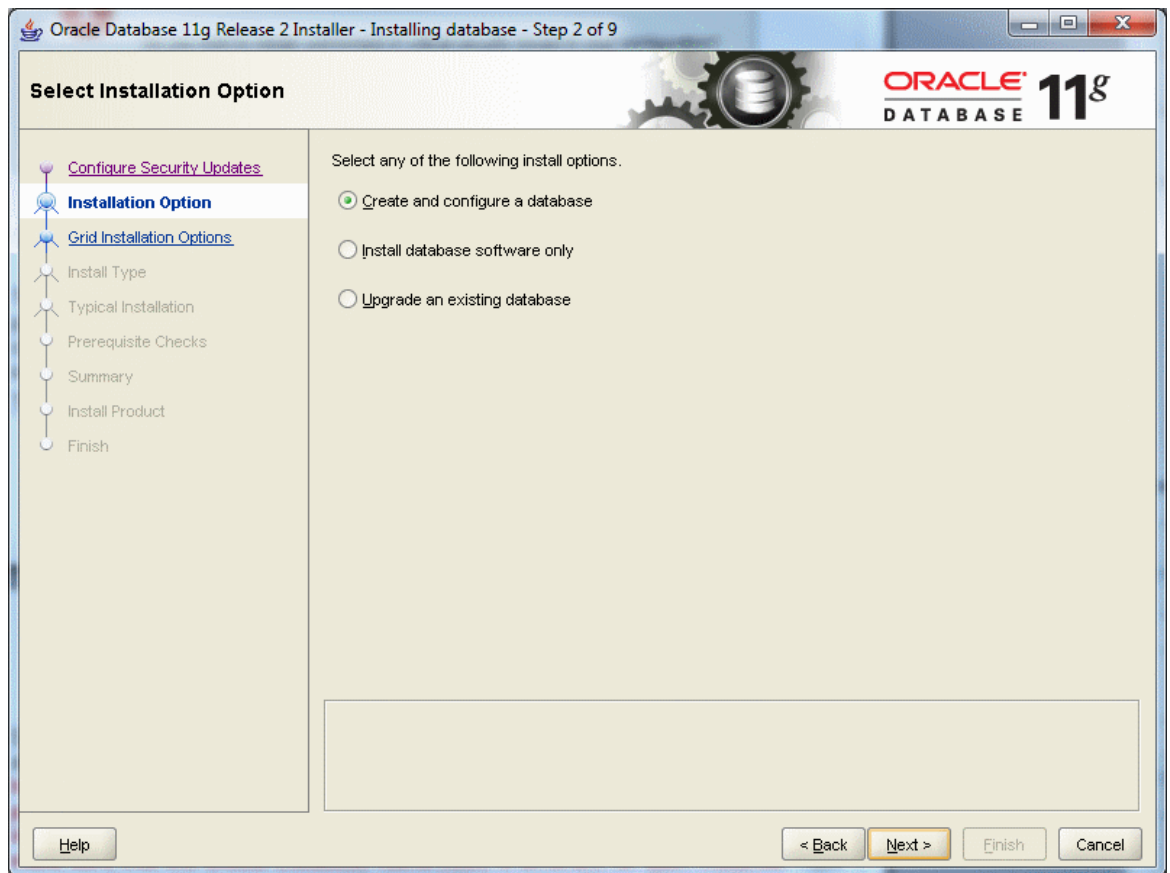 Oracle Database 11g Release 2 Installer - Installing database - Step 2 of 9
Select Installation Option
ORACLE DATABASE 11g
Configure Security Updates
Installation Option
Grid Installation Options
Install Type
Typical Installation
Prerequisite Checks
Summary
Install Product
Finish
Select any of the following install options.
Create and configure a database
Install database software only
Upgrade an existing database
Help
< Back
Next >
Finish
Cancel